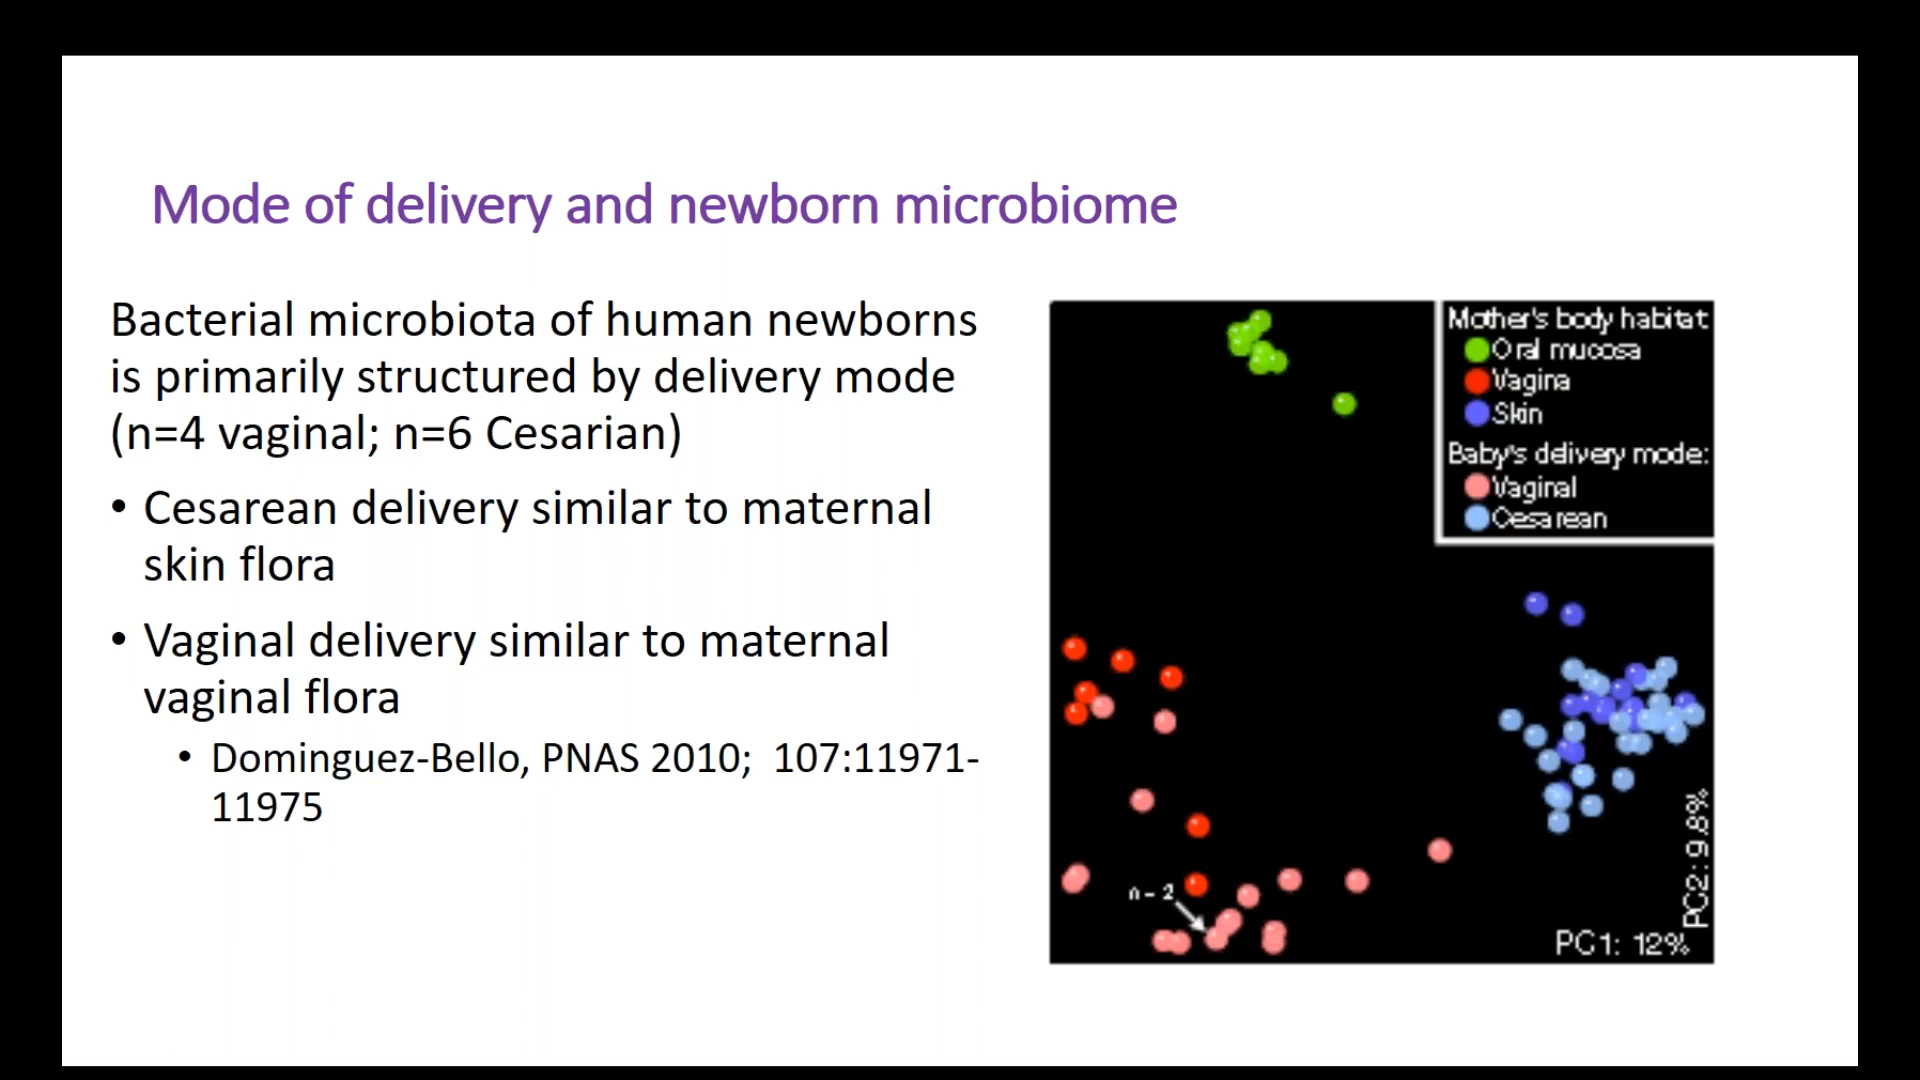 Mode of delivery and newborn microbiome
Bacterial microbiota of human newborns
is primarily structured by delivery mode
(n=4 vaginal; n=6 Cesarian)
• Cesarean delivery similar to maternal
skin flora
• Vaginal delivery similar to maternal
vaginal flora
• Dominguez-Bello, PNAS 2010;  107:11971-
11975
Mother's body habitat
Oral mucosa
Vagina
Skin
Baby's delivery mode:
Vaginal
Cesarean
n - 2
PC2: 9.8%
PC1: 12%